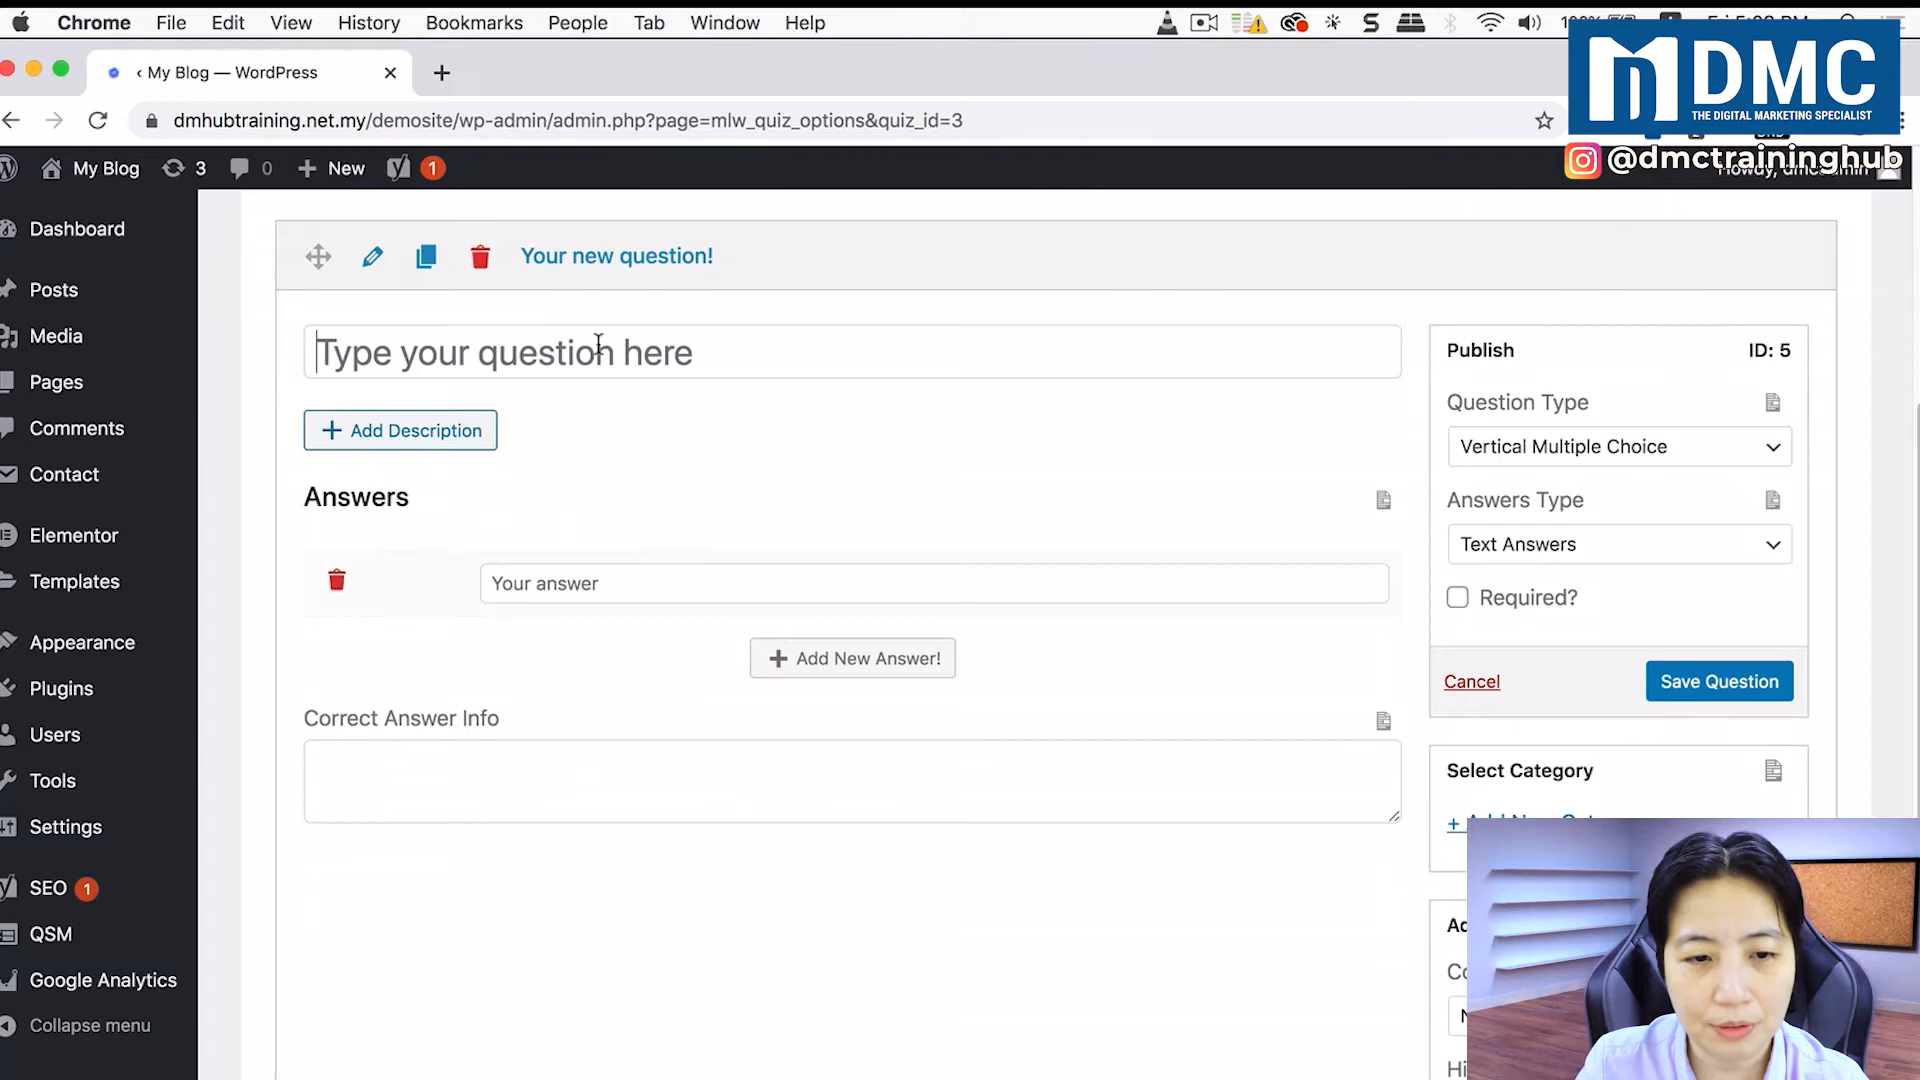 Chrome File Edit View History Bookmarks People Tab Window Help
DMC
THE DIGITAL MARKETING SPECIALIST
@dmctraininghub
‹ My Blog — WordPress
dmhubtraining.net.my/demosite/wp-admin/admin.php?page=mlw_quiz_options&quiz_id=3
My Blog 3 0 New 1
Dashboard
Posts
Media
Pages
Comments
Contact
Elementor
Templates
Appearance
Plugins
Users
Tools
Settings
SEO 1
QSM
Google Analytics
Collapse menu
Your new question!
Type your question here
Add Description
Answers
Your answer
Add New Answer!
Correct Answer Info
Publish ID: 5
Question Type
Vertical Multiple Choice
Answers Type
Text Answers
Required?
Cancel Save Question
Select Category